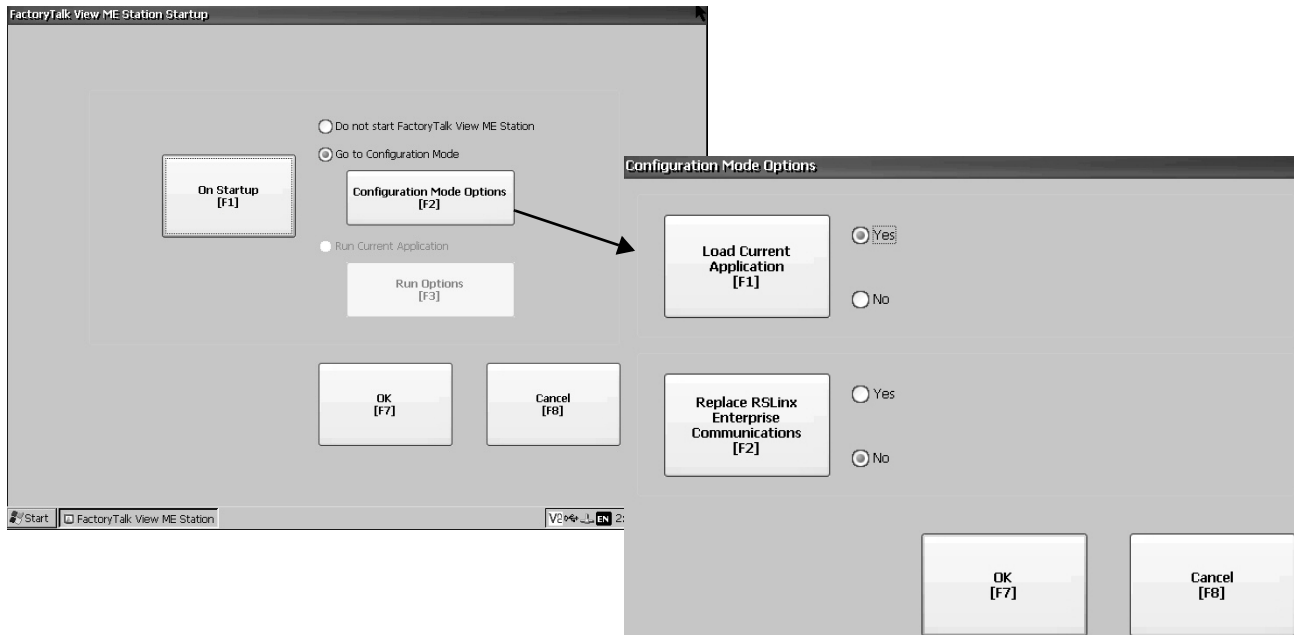 FactoryTalk View ME Station Startup
Do not start FactoryTalk View ME Station
Go to Configuration Mode
On Startup
[F1]
Configuration Mode Options
[F2]
Run Current Application
Run Options
[F3]
OK
[F7]
Cancel
[F8]
Start
FactoryTalk View ME Station
EN
2:
Configuration Mode Options
Load Current
Application
[F1]
Yes
No
Replace RSLinx
Enterprise
Communications
[F2]
Yes
No
OK
[F7]
Cancel
[F8]